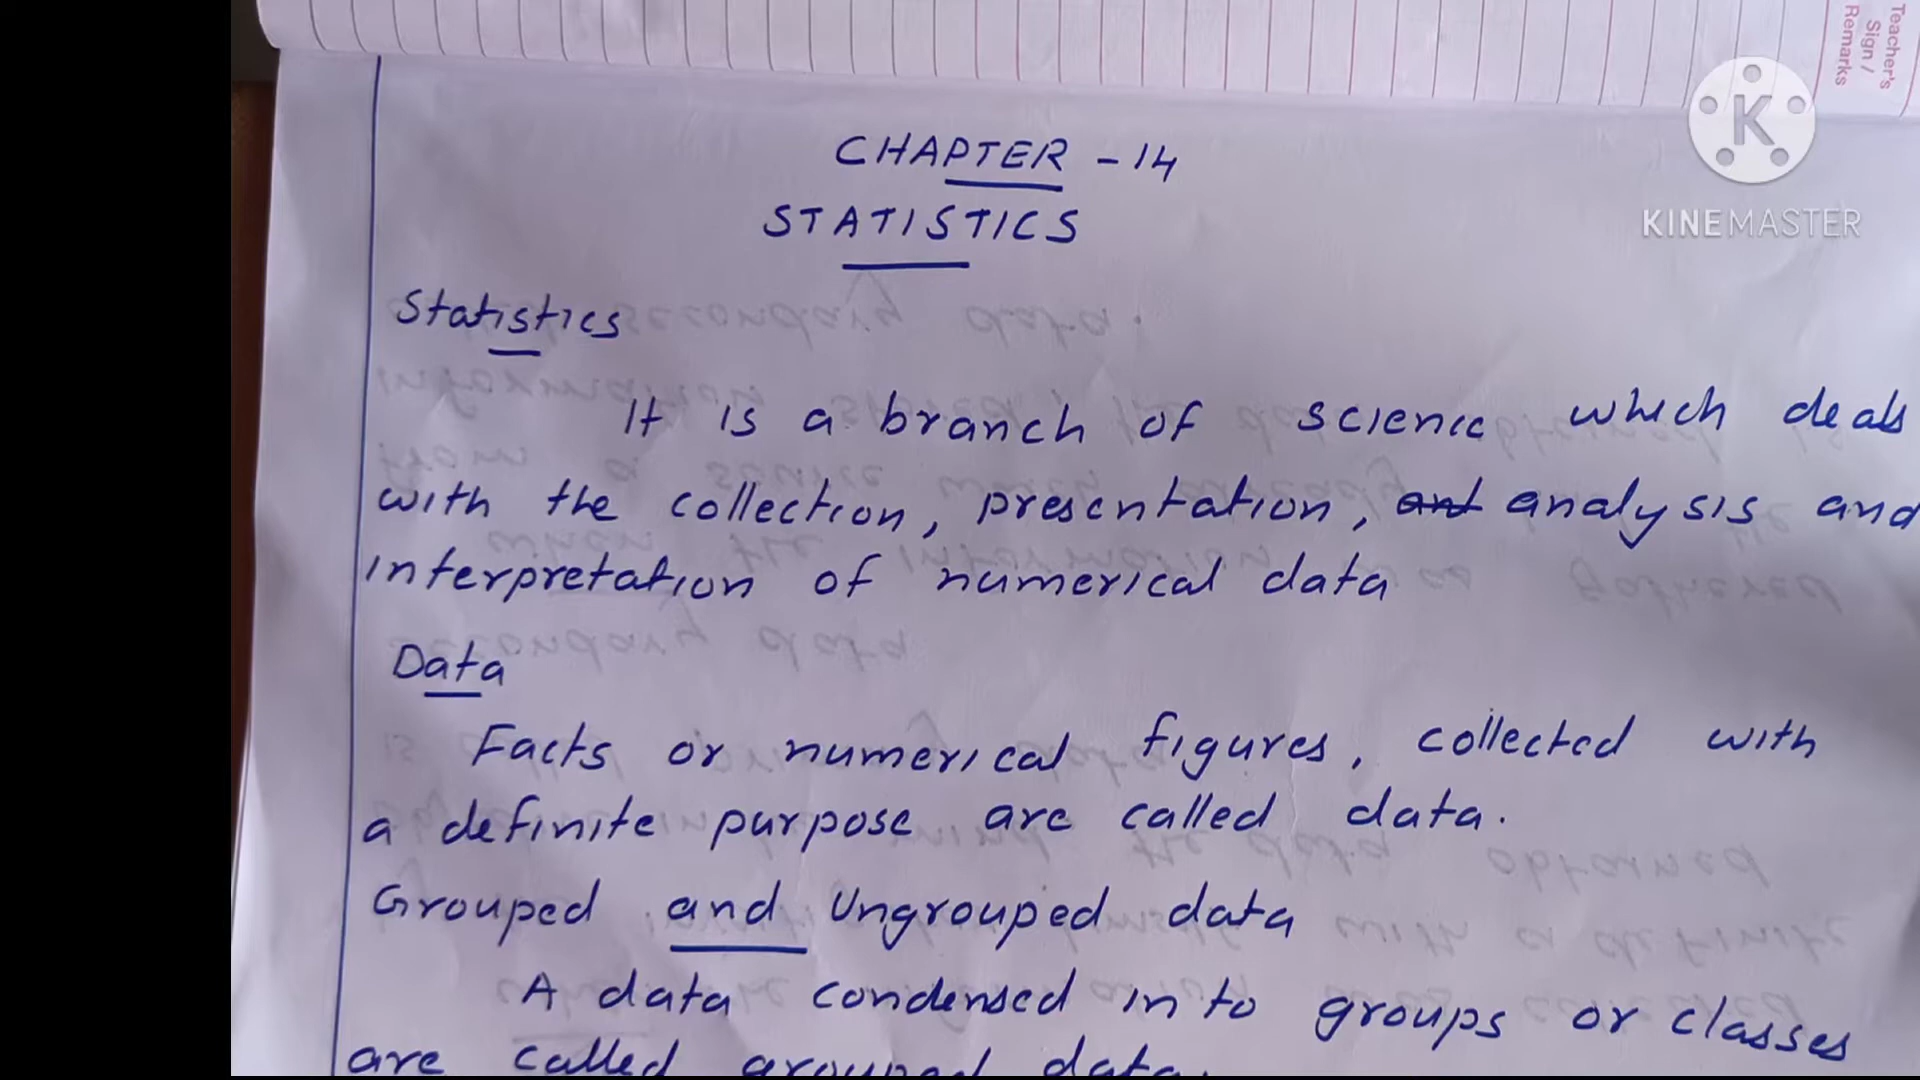 Teacher's
Sign /
Remarks
K
KINEMASTER
CHAPTER - 14
STATISTICS
Statistics
It is a branch of science which deals
with the collection, presentation, and analysis and
interpretation of numerical data
Data
Facts or numerical figures, collected with
a definite purpose are called data.
Grouped and Ungrouped data
A data condensed in to groups or classes
are called grouped data.